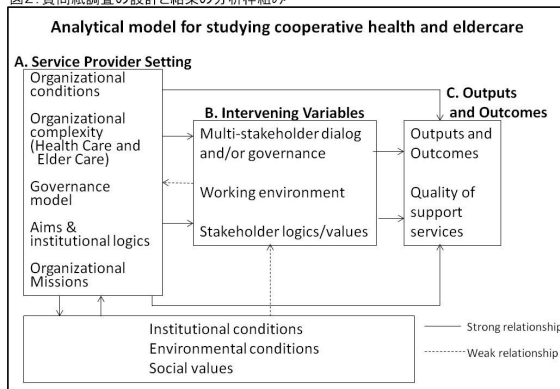 図2. 質問紙調査の設計と結果の分析枠組み
Analytical model for studying cooperative health and eldercare
A. Service Provider Setting
Organizational
conditions
Organizational
complexity
(Health Care and
Elder Care)
Governance
model
Aims &
institutional logics
Organizational
Missions
B. Intervening Variables
Multi-stakeholder dialog
and/or governance
Working environment
Stakeholder logics/values
C. Outputs
and Outcomes
Outputs and
Outcomes
Quality of
support
services
Institutional conditions
Environmental conditions
Social values
Strong relationship
Weak relationship